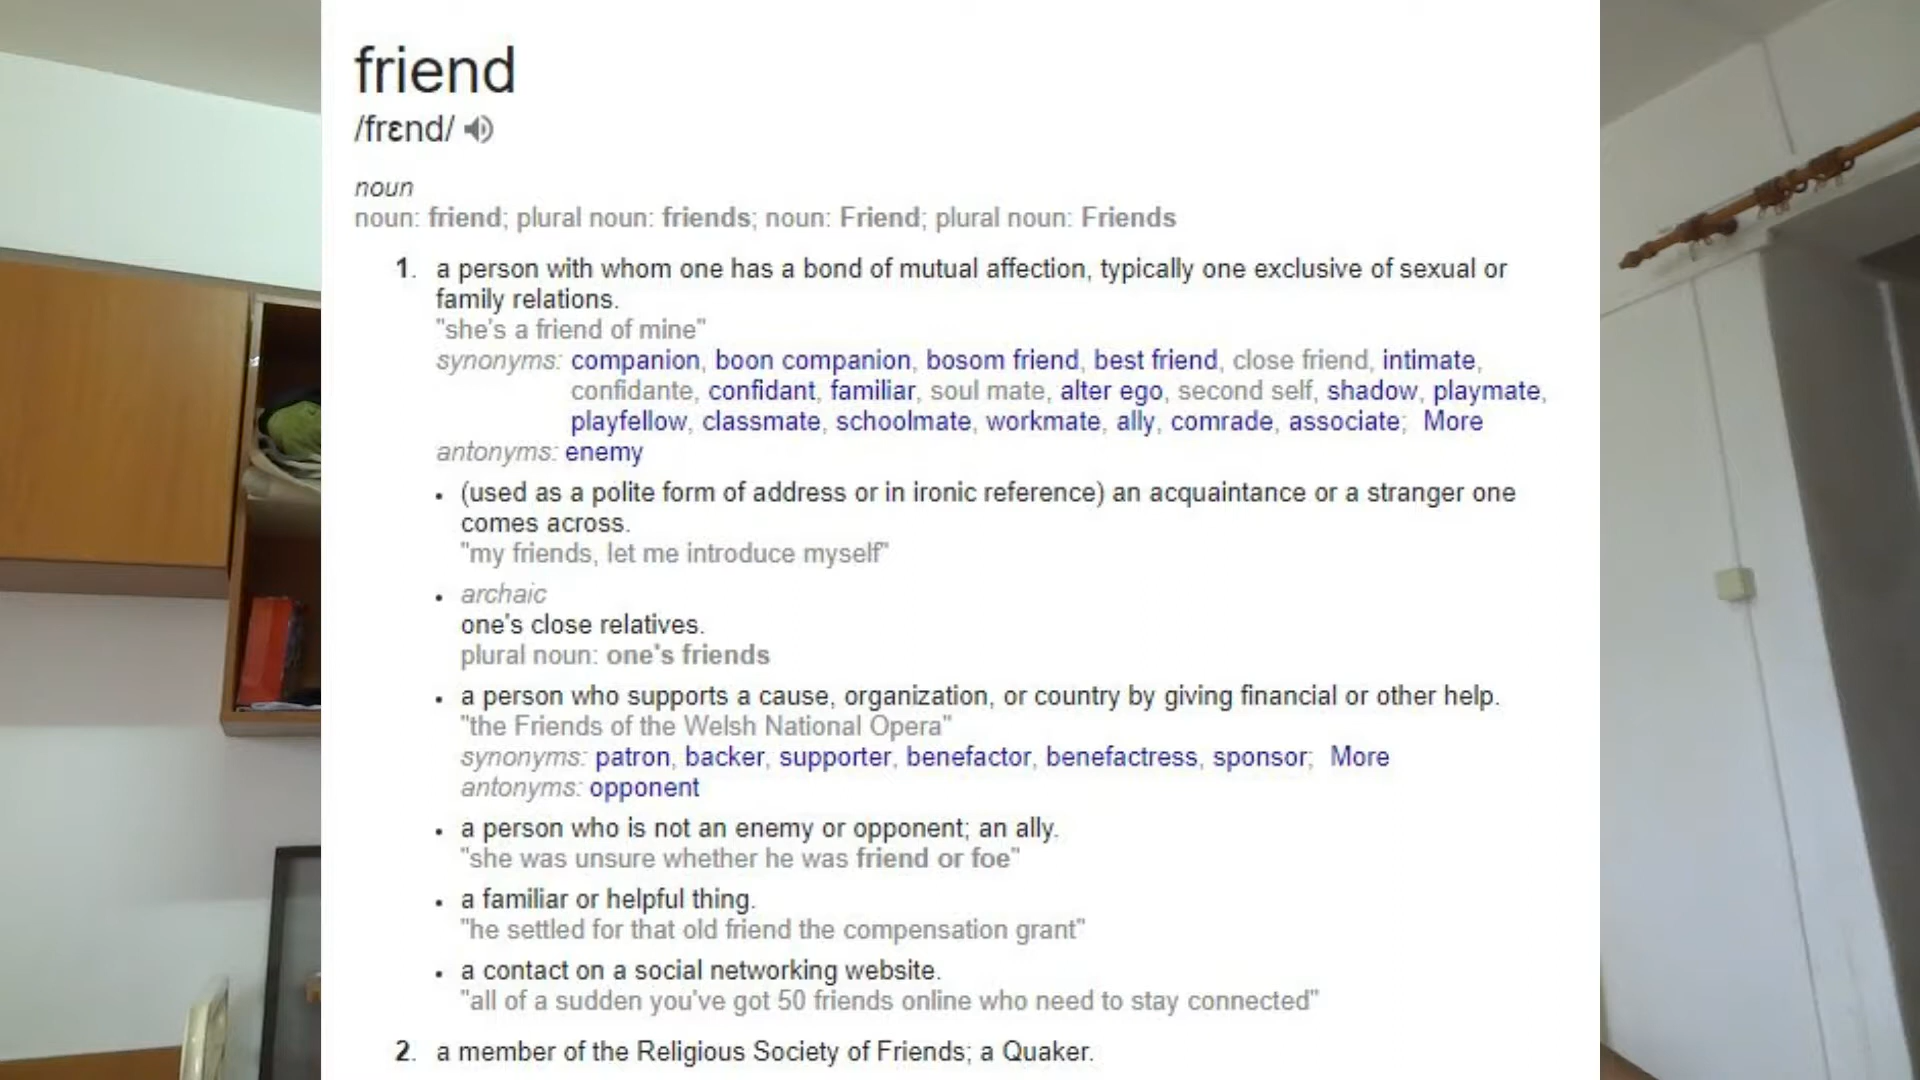 friend
/frɛnd/
noun
noun: friend; plural noun: friends; noun: Friend; plural noun: Friends
1. a person with whom one has a bond of mutual affection, typically one exclusive of sexual or
family relations.
"she's a friend of mine"
synonyms: companion, boon companion, bosom friend, best friend, close friend, intimate,
confidante, confidant, familiar, soul mate, alter ego, second self, shadow, playmate,
playfellow, classmate, schoolmate, workmate, ally, comrade, associate; More
antonyms: enemy
• (used as a polite form of address or in ironic reference) an acquaintance or a stranger one
comes across.
"my friends, let me introduce myself"
• archaic
one's close relatives.
plural noun: one's friends
• a person who supports a cause, organization, or country by giving financial or other help.
"the Friends of the Welsh National Opera"
synonyms: patron, backer, supporter, benefactor, benefactress, sponsor; More
antonyms: opponent
• a person who is not an enemy or opponent; an ally.
"she was unsure whether he was friend or foe"
• a familiar or helpful thing.
"he settled for that old friend the compensation grant"
• a contact on a social networking website.
"all of a sudden you've got 50 friends online who need to stay connected"
2. a member of the Religious Society of Friends; a Quaker.